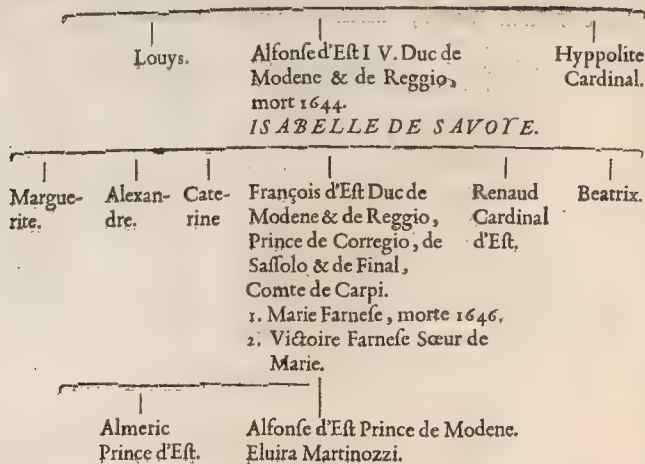 Louys.
Alfonſe d'Eſt I V. Duc de
Modene & de Reggio,
mort 1644.
ISABELLE DE SAVOYE.
Hyppolite
Cardinal.
Margue-
rite.
Alexan-
dre.
Cate-
rine
François d'Eſt Duc de
Modene & de Reggio,
Prince de Corregio, de
Saſſolo & de Final,
Comte de Carpi.
1. Marie Farneſe, morte 1646.
2. Victoire Farneſe Sœur de
Marie.
Renaud
Cardinal
d'Eſt.
Beatrix.
Almeric
Prince d'Eſt.
Alfonſe d'Eſt Prince de Modene.
Eluira Martinozzi.